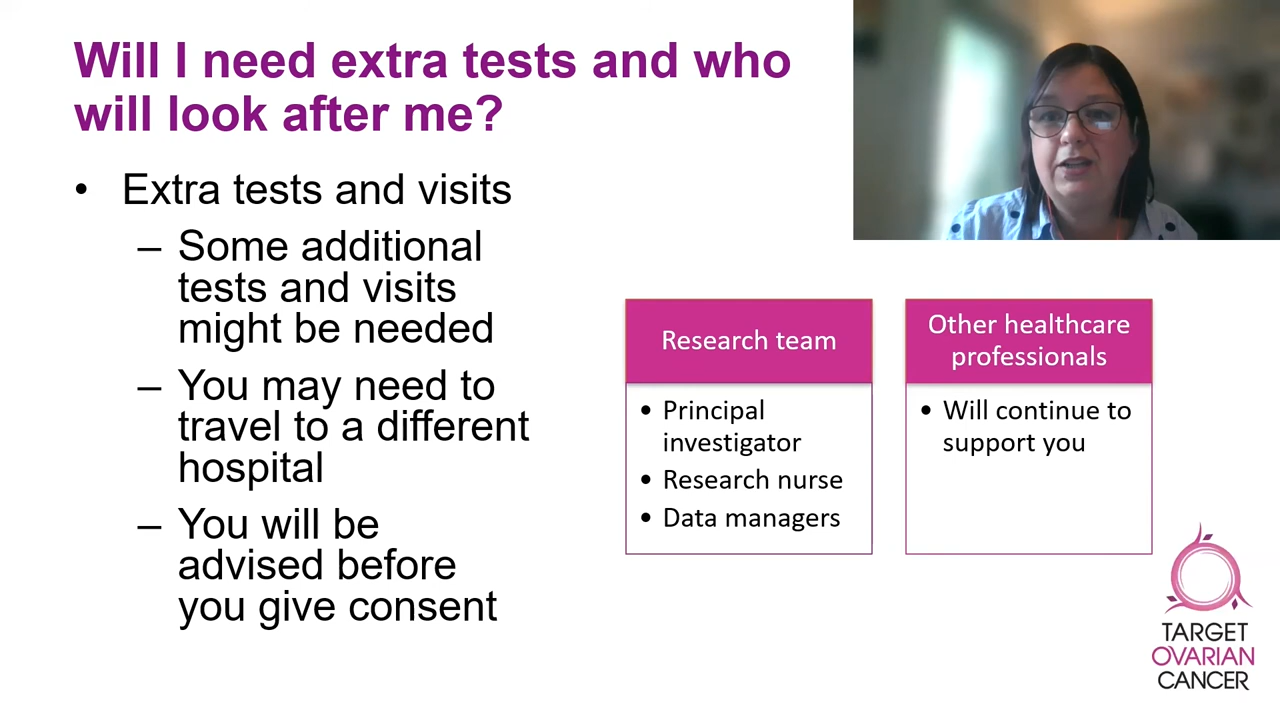 Will I need extra tests and who
will look after me?
• Extra tests and visits
– Some additional
tests and visits
might be needed
– You may need to
travel to a different
hospital
– You will be
advised before
you give consent
Research team
• Principal
investigator
• Research nurse
• Data managers
Other healthcare
professionals
• Will continue to
support you
TARGET
OVARIAN
CANCER